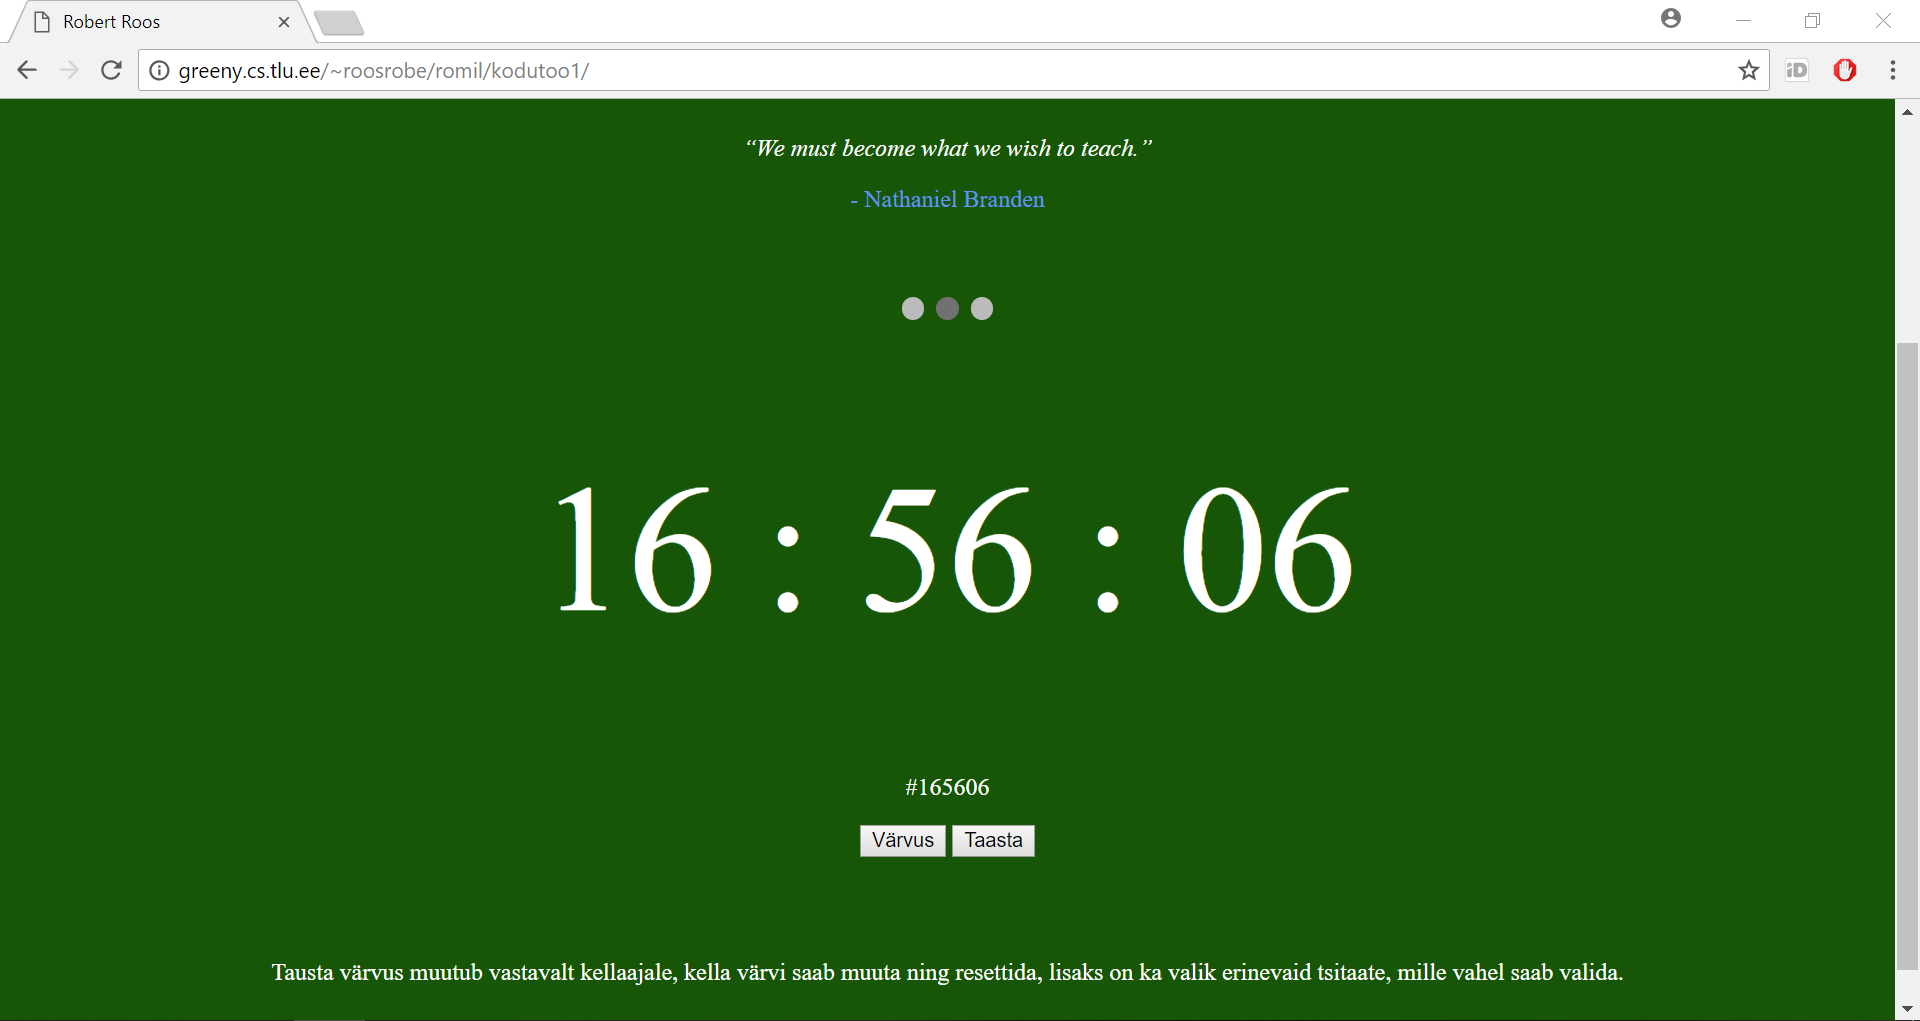 Robert Roos
greeny.cs.tlu.ee/~roosrobe/romil/kodutoo1/
iD
“We must become what we wish to teach.”
- Nathaniel Branden
16 : 56 : 06
#165606
Värvus Taasta
Tausta värvus muutub vastavalt kellaajale, kella värvi saab muuta ning resettida, lisaks on ka valik erinevaid tsitaate, mille vahel saab valida.